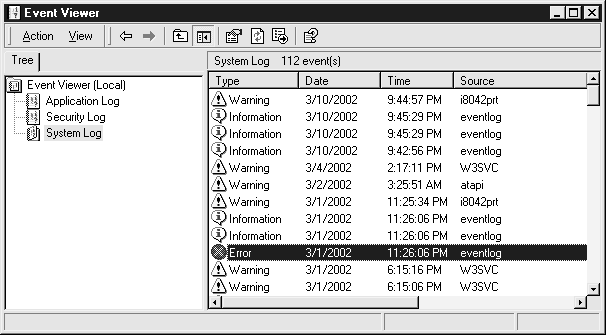 Event Viewer
Action View
Tree
System Log 112 event(s)
Event Viewer (Local)
Application Log
Security Log
System Log
Type Date Time Source
Warning 3/10/2002 9:44:57 PM i8042prt
Information 3/10/2002 9:45:29 PM eventlog
Information 3/10/2002 9:45:29 PM eventlog
Information 3/10/2002 9:42:56 PM eventlog
Warning 3/4/2002 2:17:11 PM W3SVC
Warning 3/2/2002 3:25:51 AM atapi
Warning 3/1/2002 11:25:34 PM i8042prt
Information 3/1/2002 11:26:06 PM eventlog
Information 3/1/2002 11:26:06 PM eventlog
Error 3/1/2002 11:26:06 PM eventlog
Warning 3/1/2002 6:15:16 PM W3SVC
Warning 3/1/2002 6:15:06 PM W3SVC